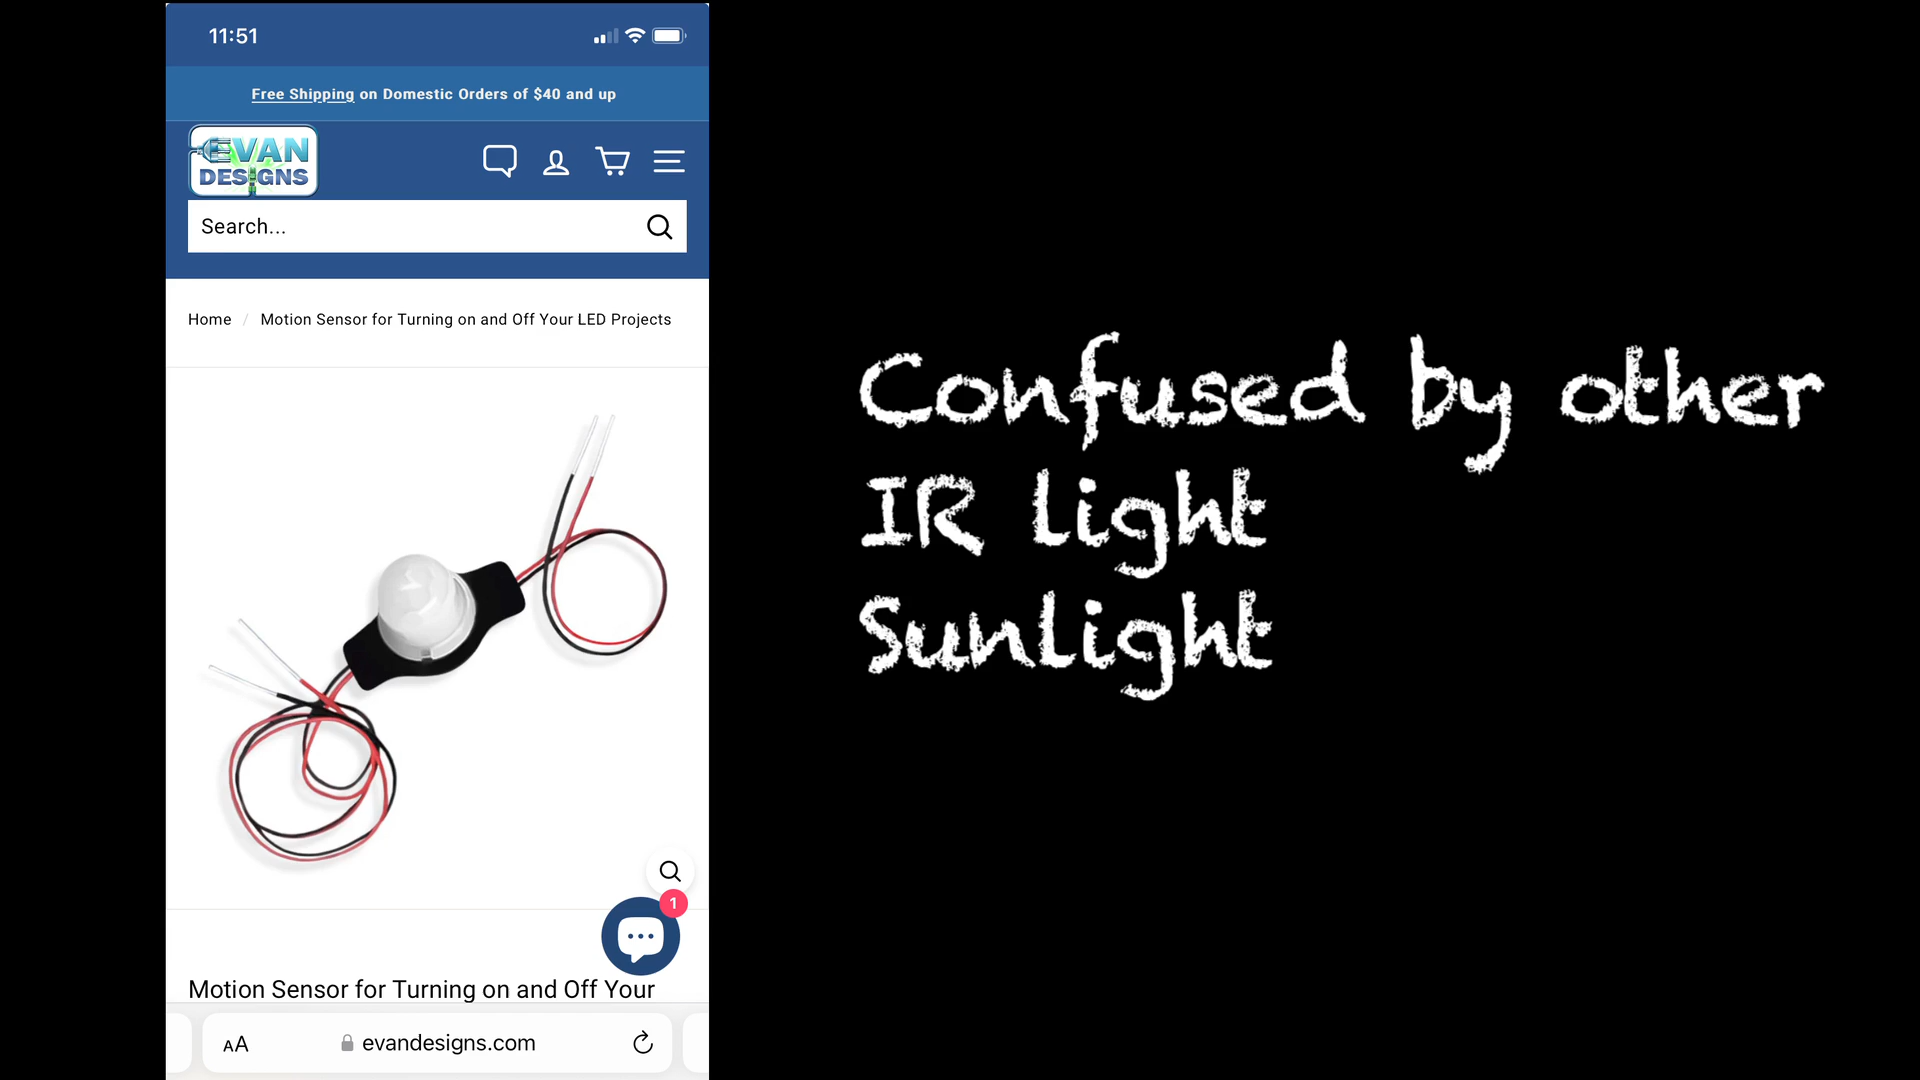 11:51
Free Shipping on Domestic Orders of $40 and up
EVAN
DESIGNS
Search...
Home / Motion Sensor for Turning on and Off Your LED Projects
1
Motion Sensor for Turning on and Off Your
AA evandesigns.com
Confused by other
IR light
Sunlight